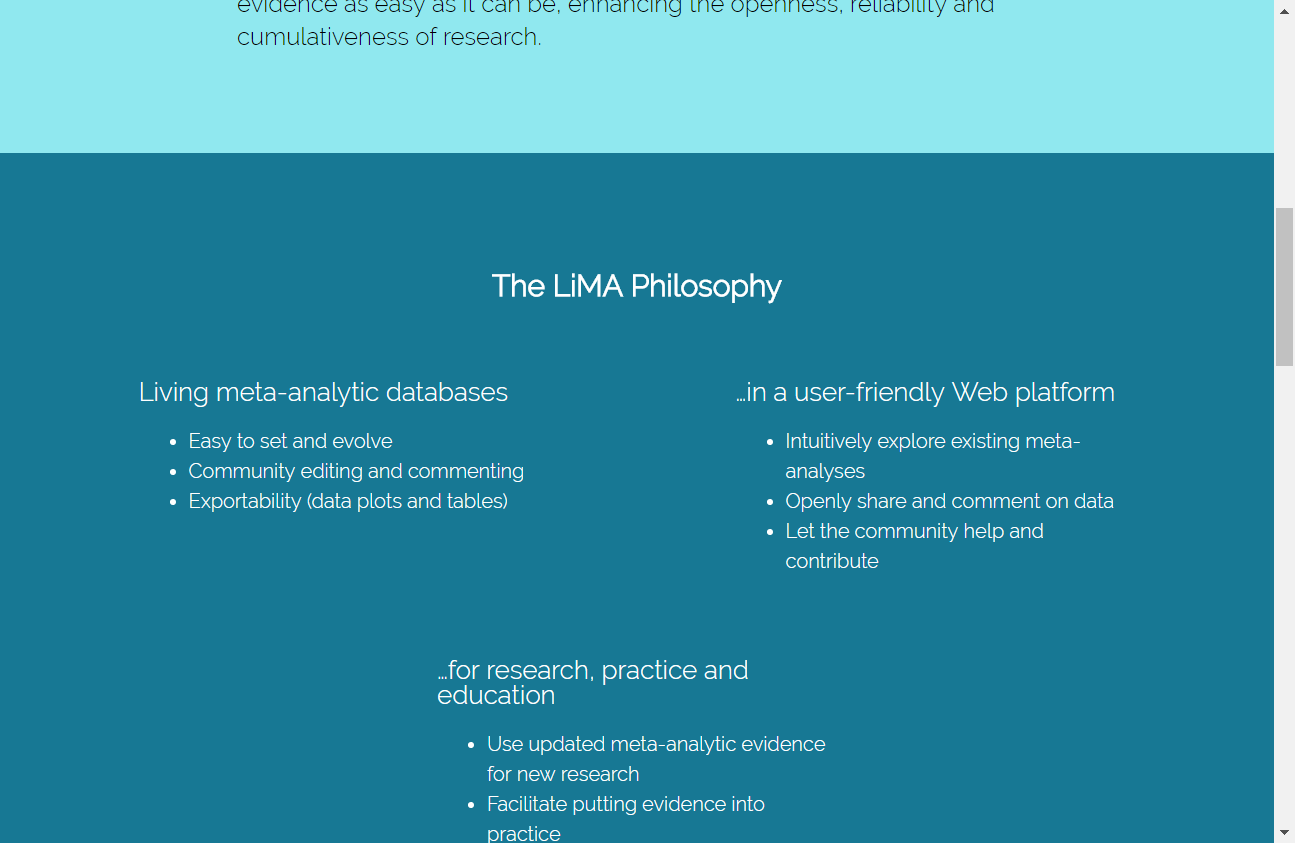 evidence as easy as it can be, enhancing the openness, reliability and
cumulativeness of research.
The LiMA Philosophy
Living meta-analytic databases
• Easy to set and evolve
• Community editing and commenting
• Exportability (data plots and tables)
...in a user-friendly Web platform
• Intuitively explore existing meta-
analyses
• Openly share and comment on data
• Let the community help and
contribute
...for research, practice and
education
• Use updated meta-analytic evidence
for new research
• Facilitate putting evidence into
practice